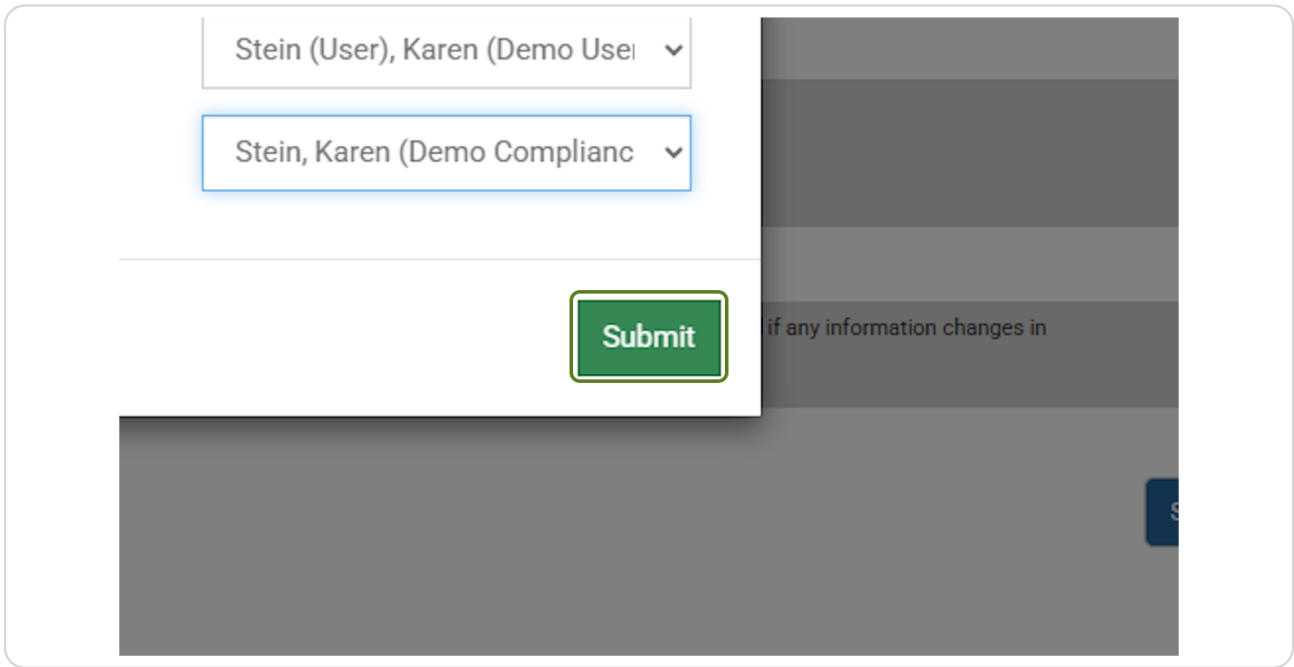 Stein (User), Karen (Demo User
Stein, Karen (Demo Complianc
Submit
if any information changes in